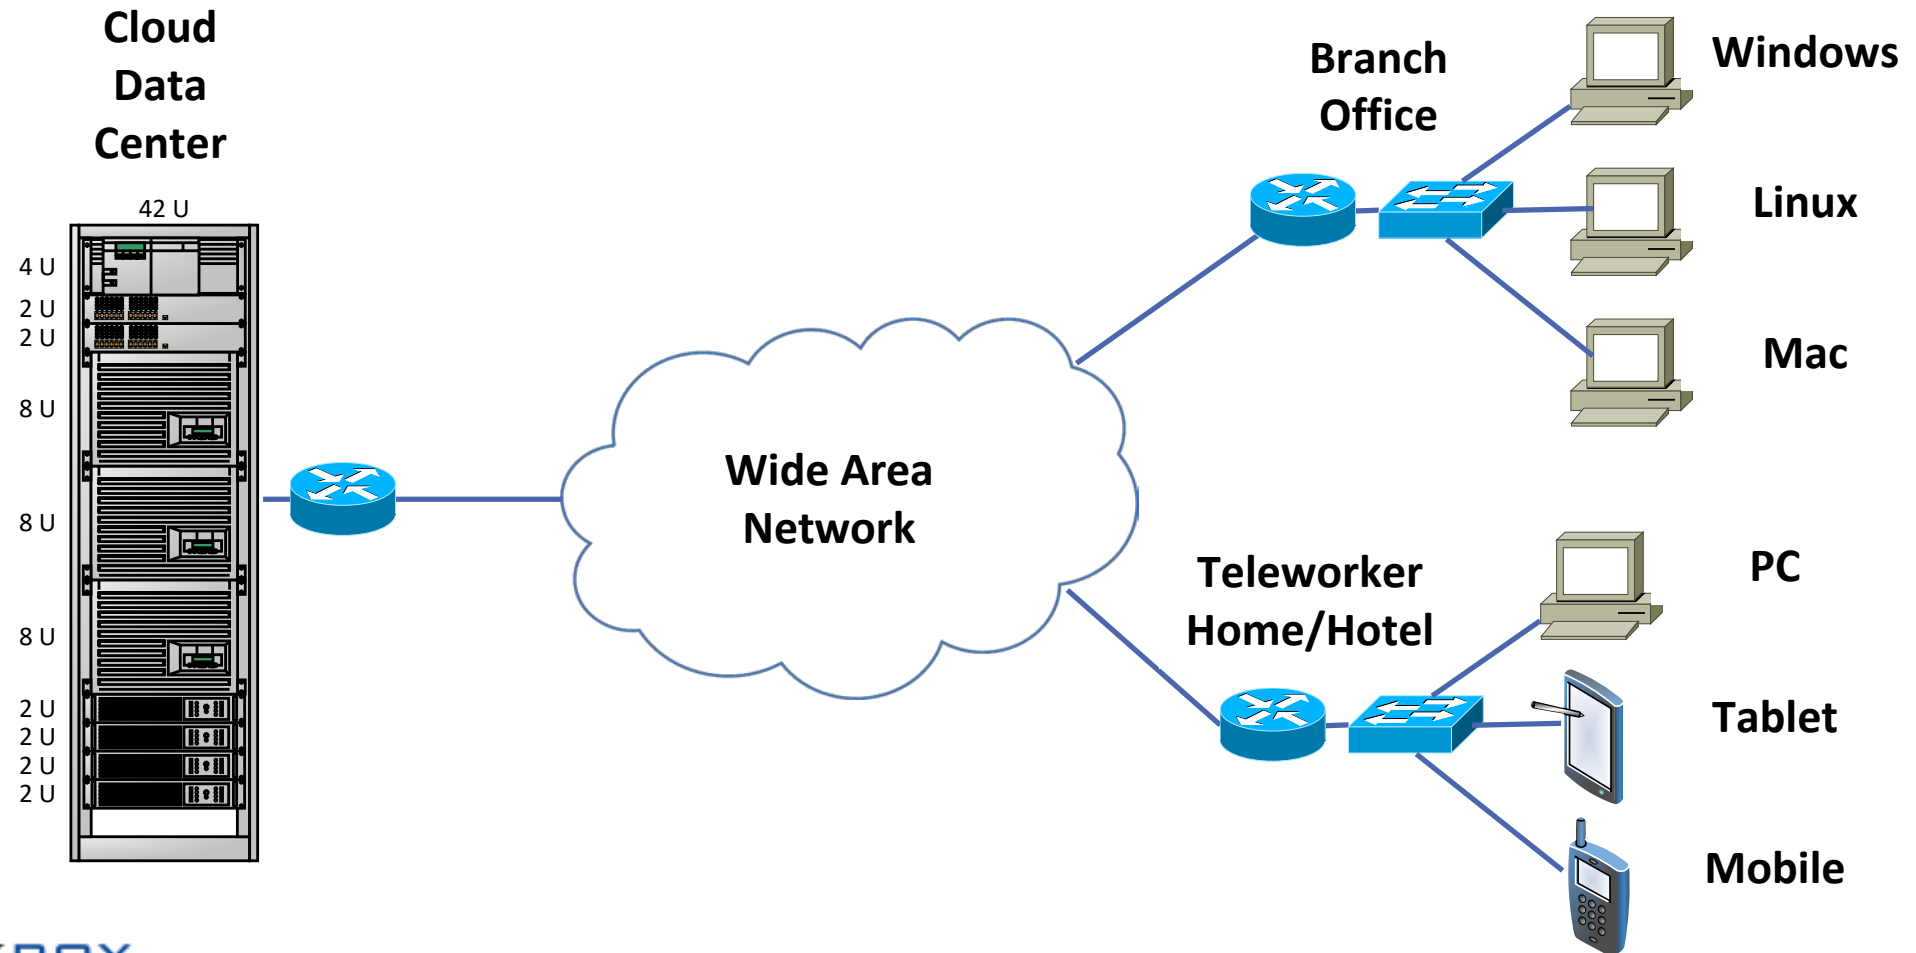 Cloud
Data
Center
42 U
4 U
2 U
2 U
8 U
8 U
8 U
2 U
2 U
2 U
2 U
Wide Area
Network
Branch
Office
Windows
Linux
Mac
Teleworker
Home/Hotel
PC
Tablet
Mobile